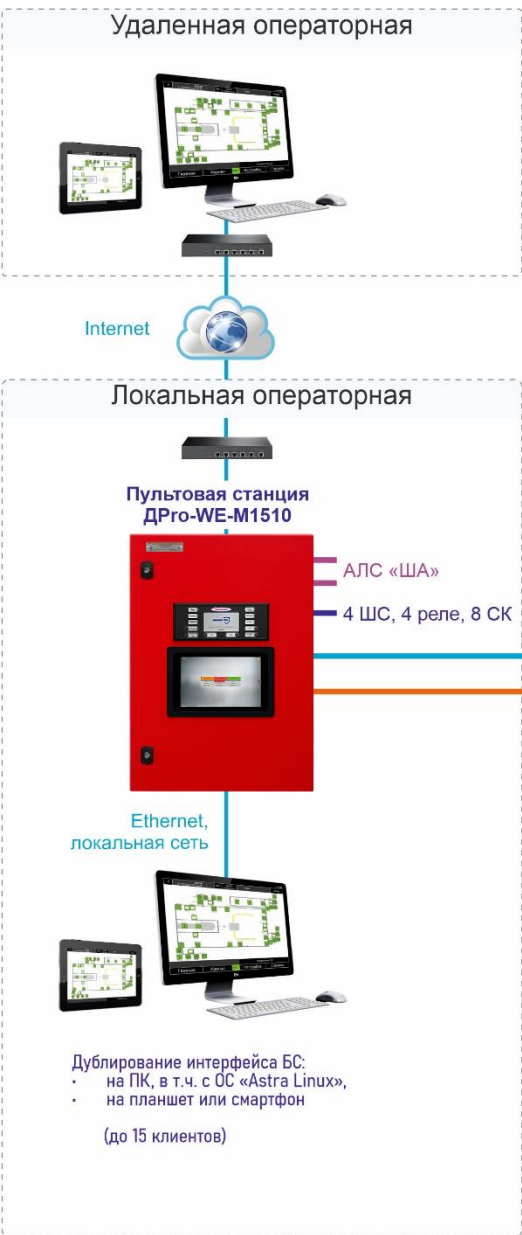 Удаленная операторная
Internet
Локальная операторная
Пультовая станция
ДPro-WE-M1510
АЛС «ША»
4 ШС, 4 реле, 8 СК
Ethernet,
локальная сеть
Дублирование интерфейса БС:
· на ПК, в т.ч. с ОС «Astra Linux»,
· на планшет или смартфон
(до 15 клиентов)